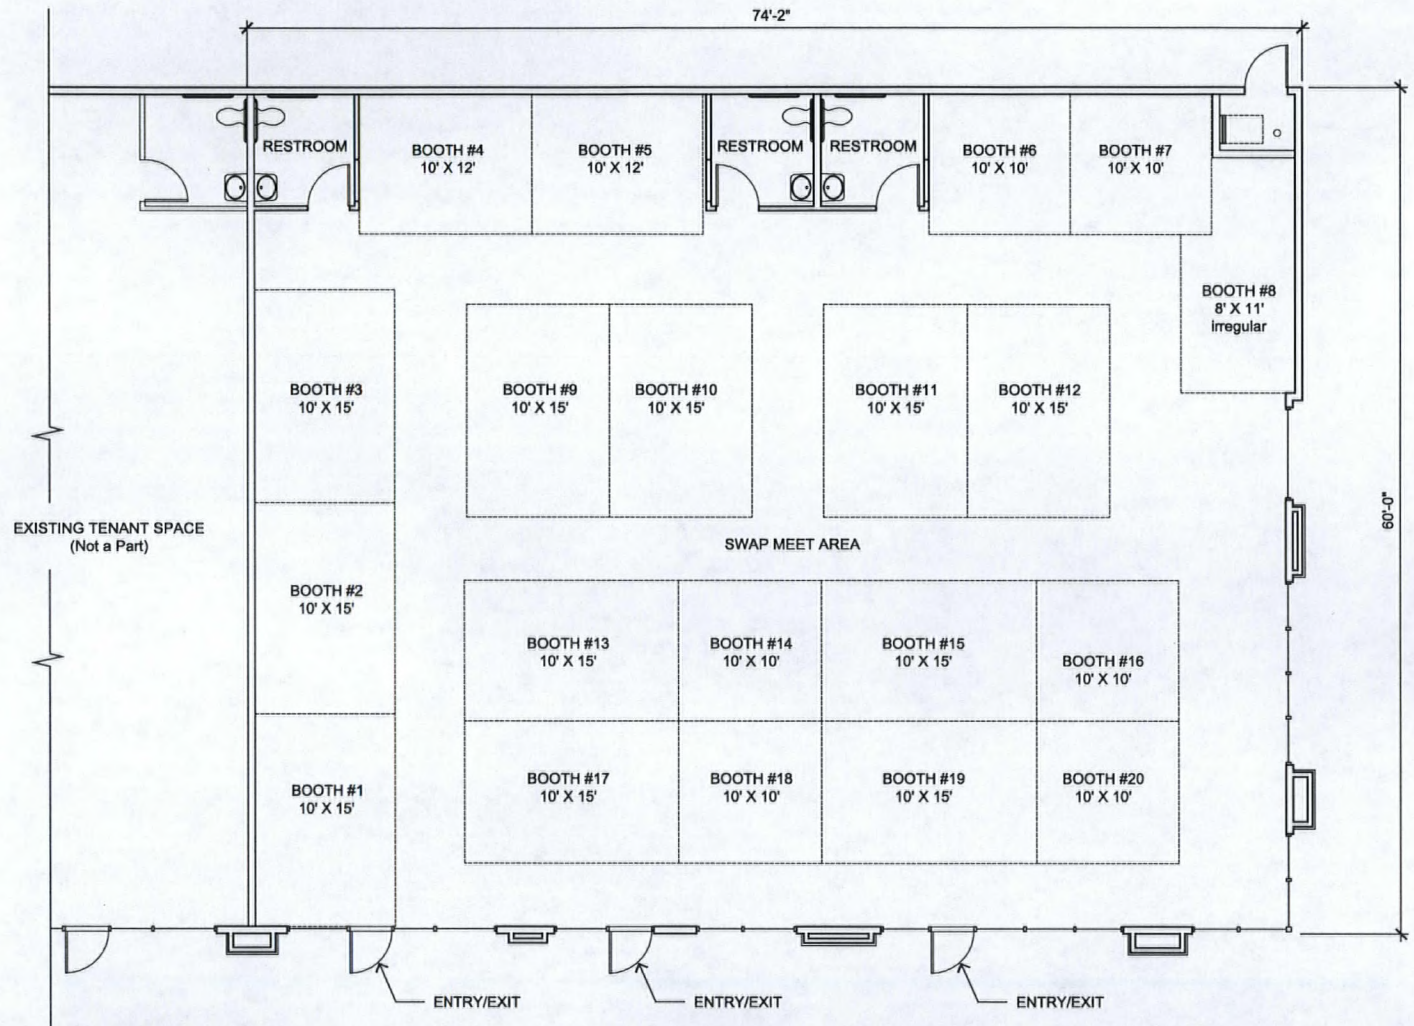 74'-2"
RESTROOM
BOOTH #4
10' X 12'
BOOTH #5
10' X 12'
RESTROOM
RESTROOM
BOOTH #6
10' X 10'
BOOTH #7
10' X 10'
BOOTH #8
8' X 11'
irregular
BOOTH #3
10' X 15'
BOOTH #9
10' X 15'
BOOTH #10
10' X 15'
BOOTH #11
10' X 15'
BOOTH #12
10' X 15'
60'-0"
EXISTING TENANT SPACE
(Not a Part)
SWAP MEET AREA
BOOTH #2
10' X 15'
BOOTH #13
10' X 15'
BOOTH #14
10' X 10'
BOOTH #15
10' X 15'
BOOTH #16
10' X 10'
BOOTH #1
10' X 15'
BOOTH #17
10' X 15'
BOOTH #18
10' X 10'
BOOTH #19
10' X 15'
BOOTH #20
10' X 10'
ENTRY/EXIT
ENTRY/EXIT
ENTRY/EXIT